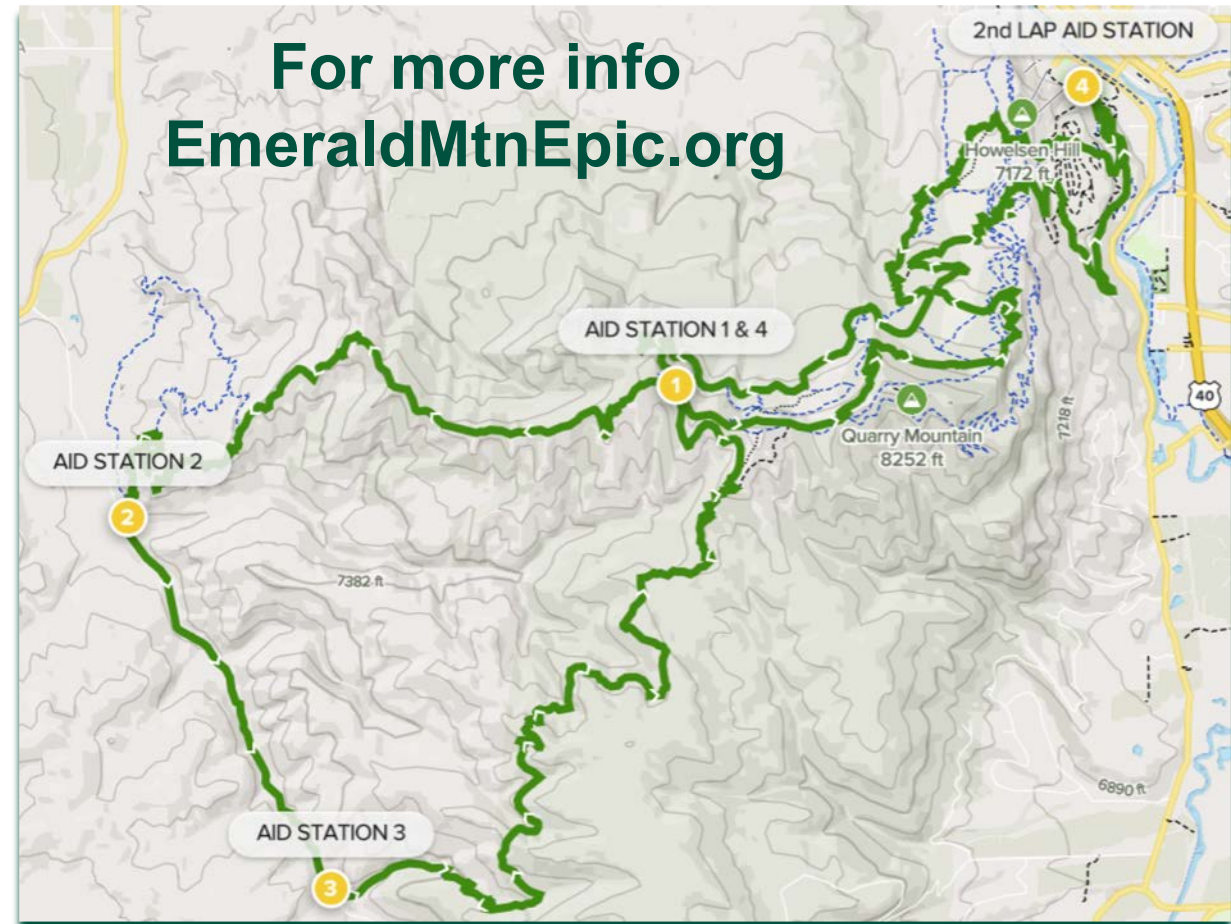 For more info
EmeraldMtnEpic.org
2nd LAP AID STATION
4
Howelsen Hill
7172 ft
AID STATION 1 & 4
1
40
7218 ft
Quarry Mountain
8252 ft
AID STATION 2
2
7382 ft
6890 ft
AID STATION 3
3